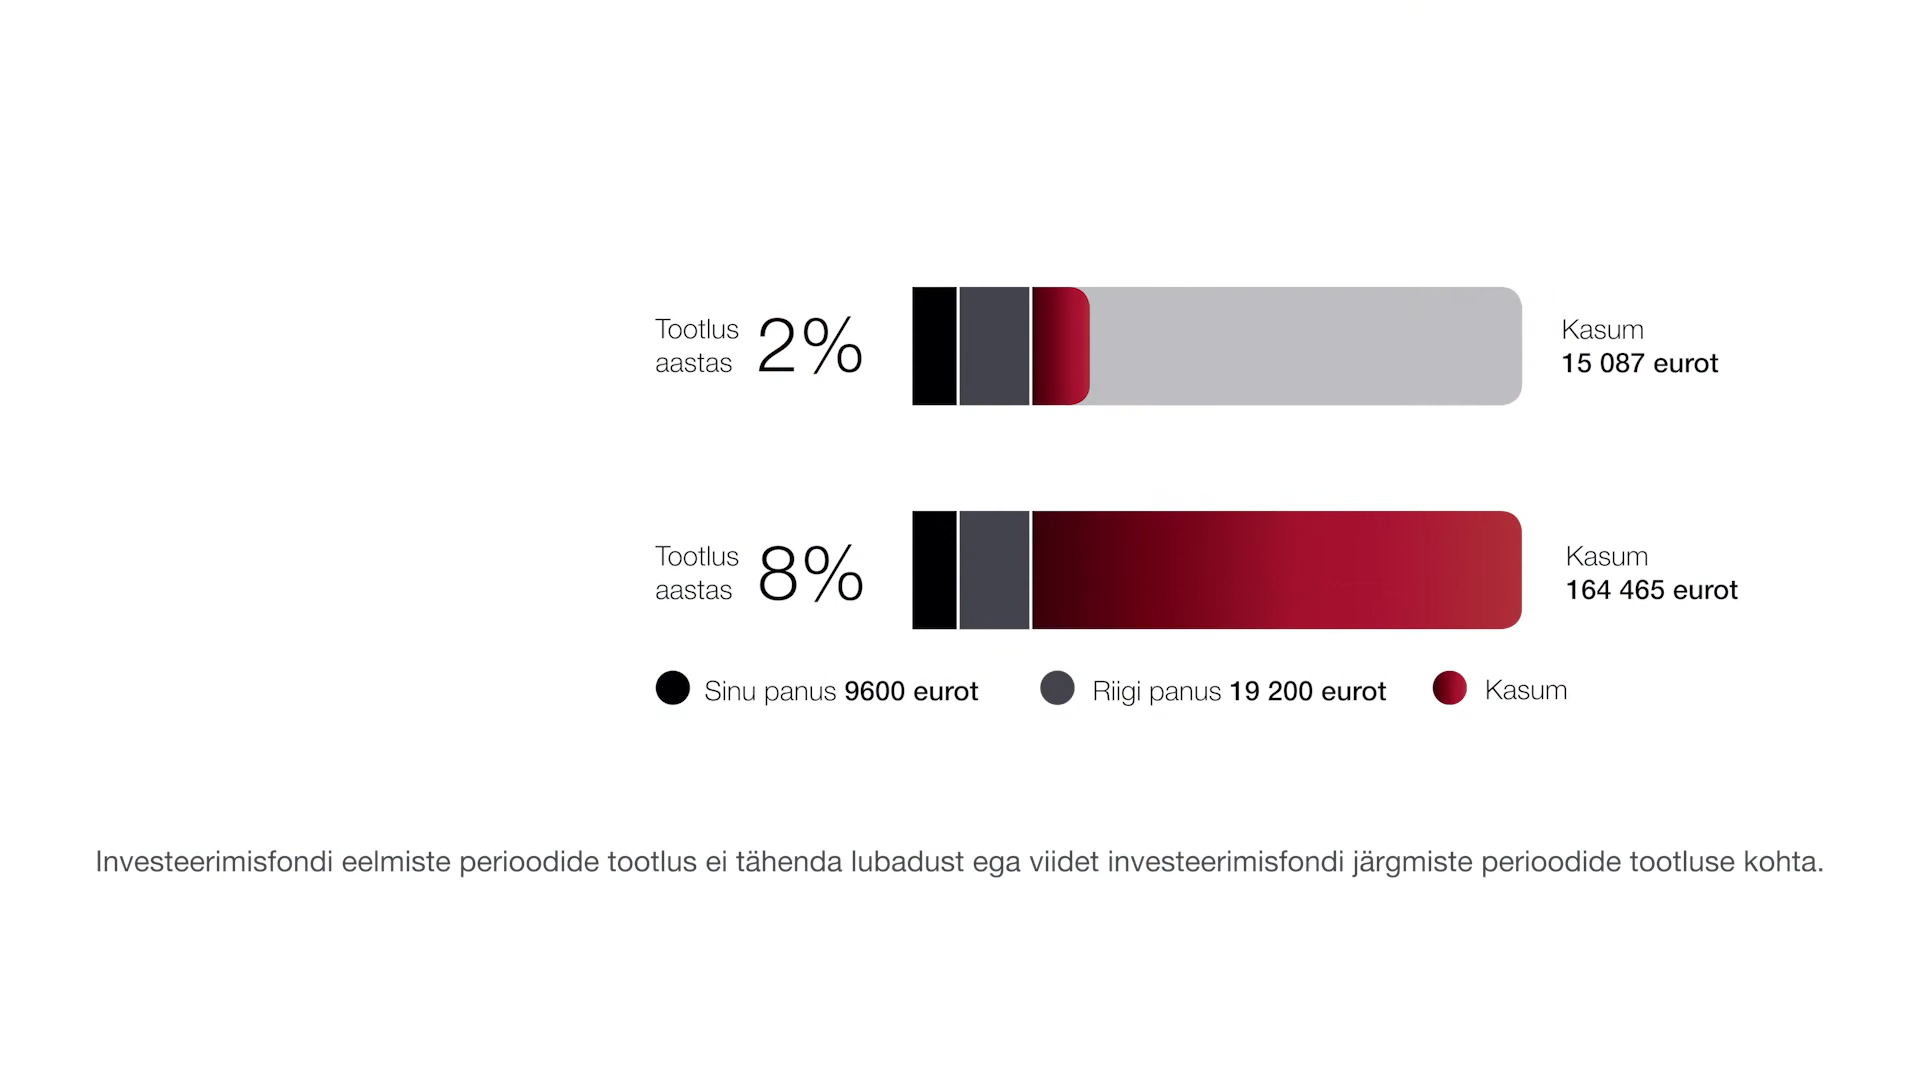 Tootlus
aastas
2%
Kasum
15 087 eurot
Tootlus
aastas
8%
Kasum
164 465 eurot
Sinu panus 9600 eurot
Riigi panus 19 200 eurot
Kasum
Investeerimisfondi eelmiste perioodide tootlus ei tähenda lubadust ega viidet investeerimisfondi järgmiste perioodide tootluse kohta.